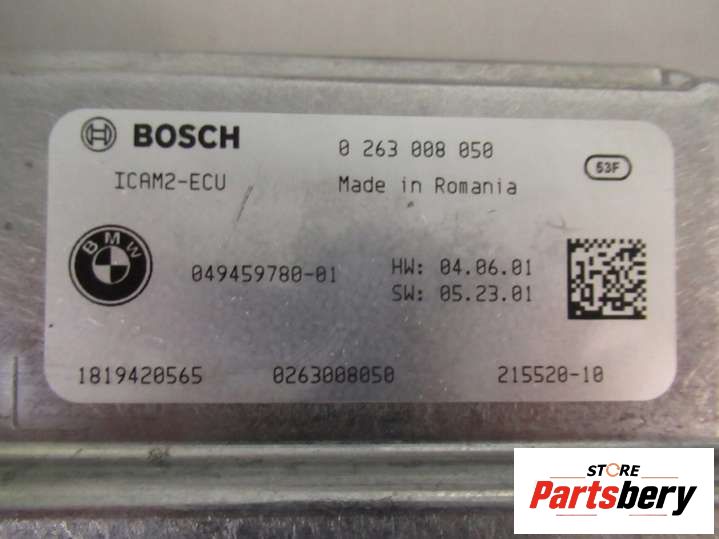 BOSCH 0 263 008 050
ICAM2-ECU Made in Romania 53F
BMW
049459780-01 HW: 04.06.01
SW: 05.23.01
1819420565 0263008050 215520-10
STORE
Partsbery